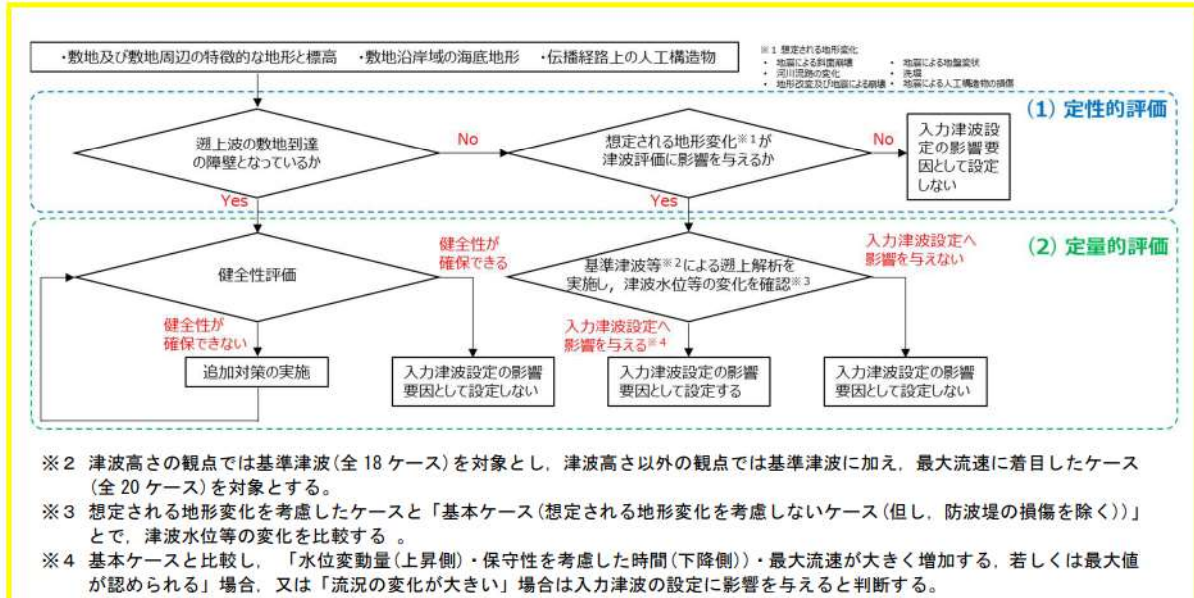 ・敷地及び敷地周辺の特徴的な地形と標高　・敷地沿岸域の海底地形　・伝播経路上の人工構造物
※１ 想定される地形変化
・ 地震による斜面崩壊　・ 地震による地盤変状
・ 河川流路の変化　・ 洗掘
・ 地形改変及び地震による崩壊　・ 地震による人工構造物の損傷
(1) 定性的評価
遡上波の敷地到達
の障壁となっているか
No
想定される地形変化※１が
津波評価に影響を与えるか
No
入力津波設
定の影響要
因として設定
しない
Yes
Yes
(2) 定量的評価
健全性評価
健全性が
確保できる
基準津波等※２による遡上解析を
実施し，津波水位等の変化を確認※３
入力津波設定へ
影響を与えない
健全性が
確保できない
入力津波設定へ
影響を与える※４
追加対策の実施
入力津波設定の影響
要因として設定しない
入力津波設定の影響
要因として設定する
入力津波設定の影響
要因として設定しない
※２ 津波高さの観点では基準津波(全 18 ケース)を対象とし，津波高さ以外の観点では基準津波に加え，最大流速に着目したケース
(全 20 ケース)を対象とする。
※３ 想定される地形変化を考慮したケースと「基本ケース(想定される地形変化を考慮しないケース(但し，防波堤の損傷を除く))」
とで，津波水位等の変化を比較する 。
※４ 基本ケースと比較し，「水位変動量(上昇側)・保守性を考慮した時間(下降側))・最大流速が大きく増加する，若しくは最大値
が認められる」場合，又は「流況の変化が大きい」場合は入力津波の設定に影響を与えると判断する。